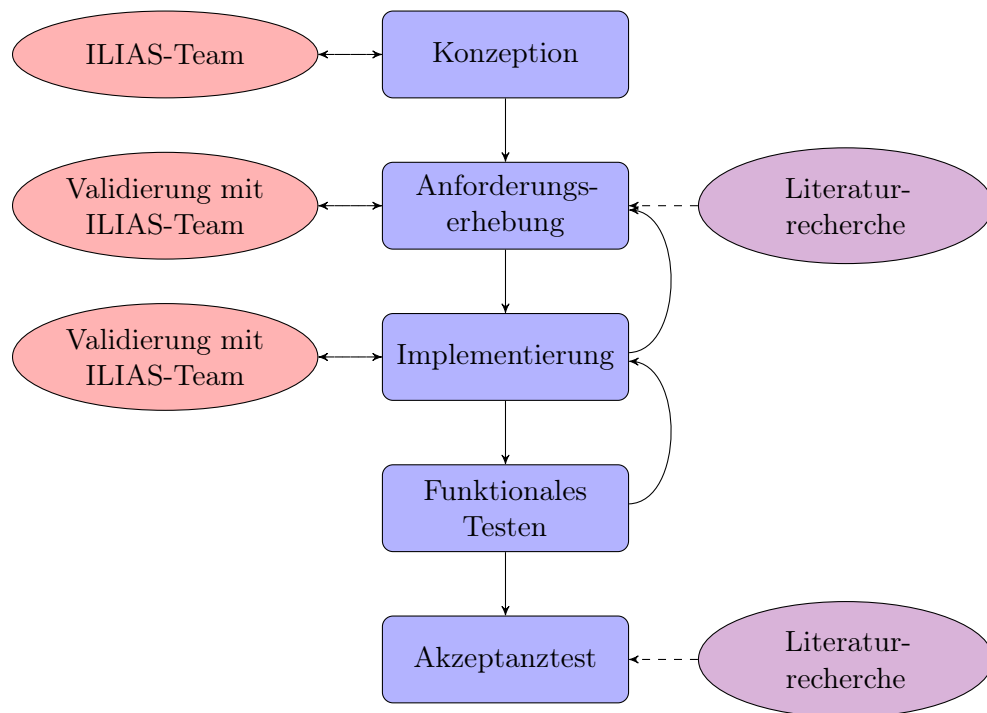 ILIAS-Team
Konzeption
Validierung mit
ILIAS-Team
Anforderungs-
erhebung
Literatur-
recherche
Validierung mit
ILIAS-Team
Implementierung
Funktionales
Testen
Akzeptanztest
Literatur-
recherche